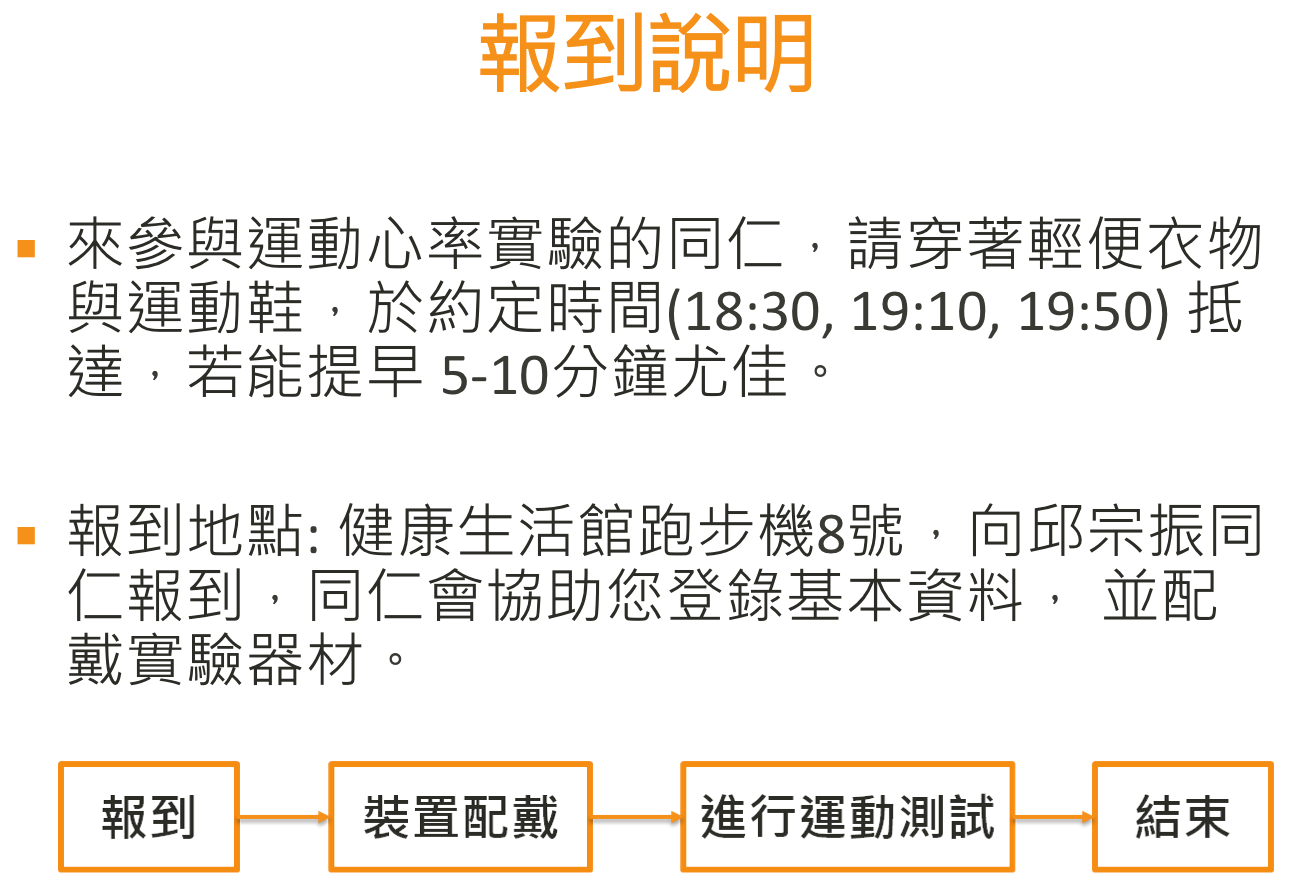 報到說明
來參與運動心率實驗的同仁，請穿著輕便衣物
與運動鞋，於約定時間(18:30, 19:10, 19:50) 抵
達，若能提早 5-10分鐘尤佳。
報到地點: 健康生活館跑步機8號，向邱宗振同
仁報到，同仁會協助您登錄基本資料， 並配
戴實驗器材。
報到
裝置配戴
進行運動測試
結束